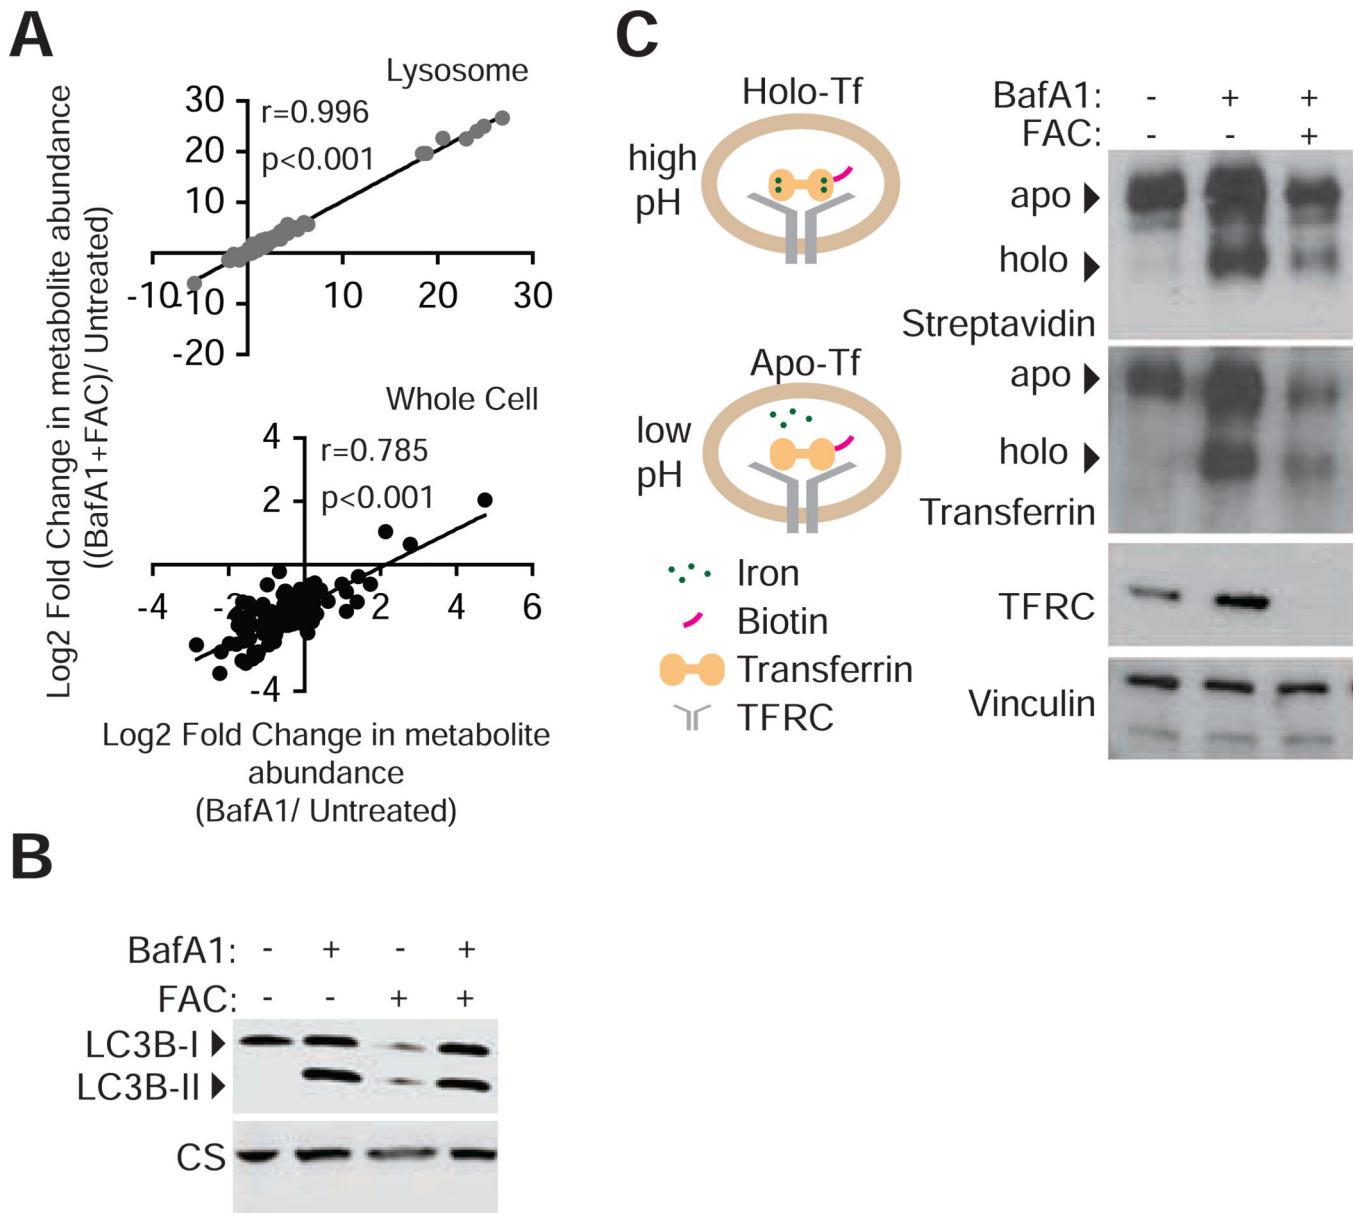 A
Lysosome
r=0.996
p<0.001
30
20
10
-10
10
20
30
-10
-20
Whole Cell
r=0.785
p<0.001
4
2
-4
-2
2
4
6
-4
Log2 Fold Change in metabolite abundance
((BafA1+FAC)/ Untreated)
Log2 Fold Change in metabolite
abundance
(BafA1/ Untreated)
B
BafA1: - + - +
FAC: - - + +
LC3B-I
LC3B-II
CS
C
Holo-Tf
high
pH
Apo-Tf
low
pH
Iron
Biotin
Transferrin
TFRC
BafA1: - + +
FAC: - - +
apo
holo
Streptavidin
apo
holo
Transferrin
TFRC
Vinculin